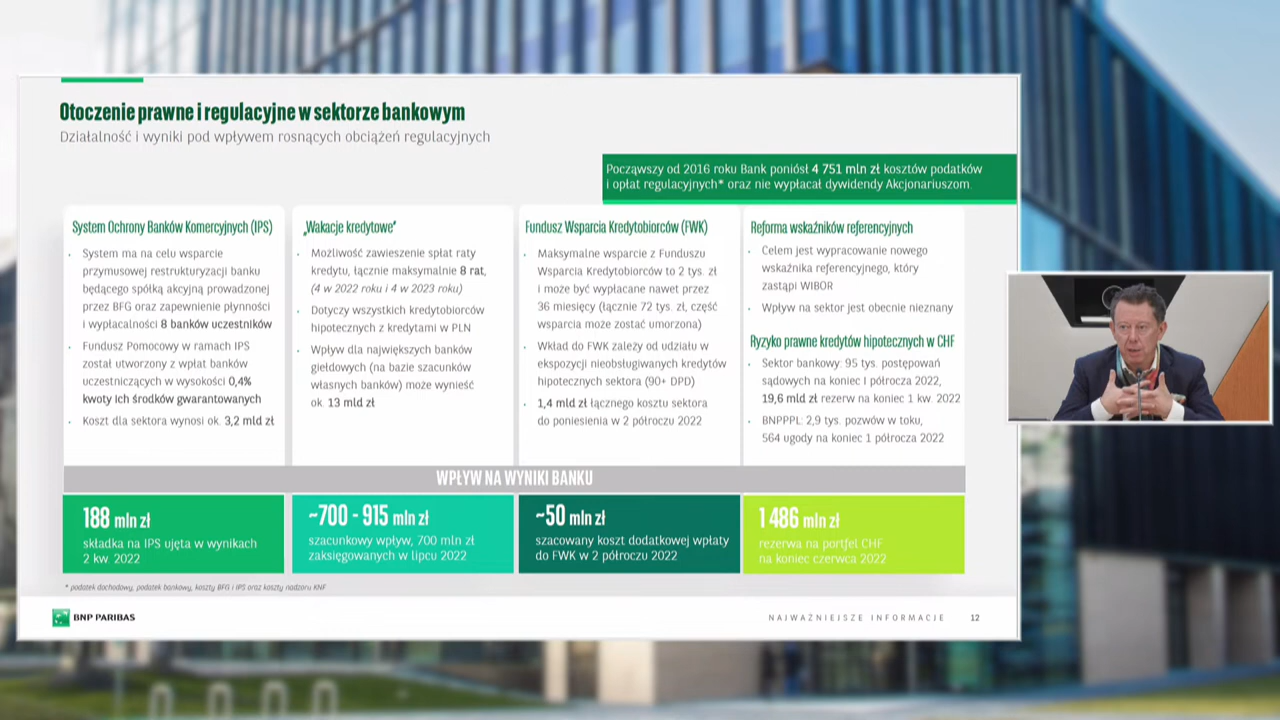 Otoczenie prawne i regulacyjne w sektorze bankowym
Działalność i wyniki pod wpływem rosnących obciążeń regulacyjnych
Począwszy od 2016 roku Bank poniósł 4 751 mln zł kosztów podatków
i opłat regulacyjnych* oraz nie wypłacał dywidendy Akcjonariuszom.
System Ochrony Banków Komercyjnych (IPS)
System ma na celu wsparcie
przymusowej restrukturyzacji banku
będącego spółką akcyjną prowadzonej
przez BFG oraz zapewnienie płynności
i wypłacalności 8 banków uczestników
Fundusz Pomocowy w ramach IPS
został utworzony z wpłat banków
uczestniczących w wysokości 0,4%
kwoty ich środków gwarantowanych
Koszt dla sektora wynosi ok. 3,2 mld zł
„Wakacje kredytowe”
Możliwość zawieszenie spłat raty
kredytu, łącznie maksymalnie 8 rat,
(4 w 2022 roku i 4 w 2023 roku)
Dotyczy wszystkich kredytobiorców
hipotecznych z kredytami w PLN
Wpływ dla największych banków
giełdowych (na bazie szacunków
własnych banków) może wynieść
ok. 13 mld zł
Fundusz Wsparcia Kredytobiorców (FWK)
Maksymalne wsparcie z Funduszu
Wsparcia Kredytobiorców to 2 tys. zł
i może być wypłacane nawet przez
36 miesięcy (łącznie 72 tys. zł, część
wsparcia może zostać umorzona)
Wkład do FWK zależy od udziału w
ekspozycji nieobsługiwanych kredytów
hipotecznych sektora (90+ DPD)
1,4 mld zł łącznego kosztu sektora
do poniesienia w 2 półroczu 2022
Reforma wskaźników referencyjnych
Celem jest wypracowanie nowego
wskaźnika referencyjnego, który
zastąpi WIBOR
Wpływ na sektor jest obecnie nieznany
Ryzyko prawne kredytów hipotecznych w CHF
Sektor bankowy: 95 tys. postępowań
sądowych na koniec I półrocza 2022,
19,6 mld zł rezerw na koniec 1 kw. 2022
BNPPPL: 2,9 tys. pozwów w toku,
564 ugody na koniec 1 półrocza 2022
WPŁYW NA WYNIKI BANKU
188 mln zł
składka na IPS ujęta w wynikach
2 kw. 2022
~700 - 915 mln zł
szacunkowy wpływ, 700 mln zł
zaksięgowanych w lipcu 2022
~50 mln zł
szacowany koszt dodatkowej wpłaty
do FWK w 2 półroczu 2022
1 486 mln zł
rezerwa na portfel CHF
na koniec czerwca 2022
* podatek dochodowy, podatek bankowy, koszty BFG i IPS oraz koszty nadzoru KNF
BNP PARIBAS
NAJWAŻNIEJSZE INFORMACJE 12